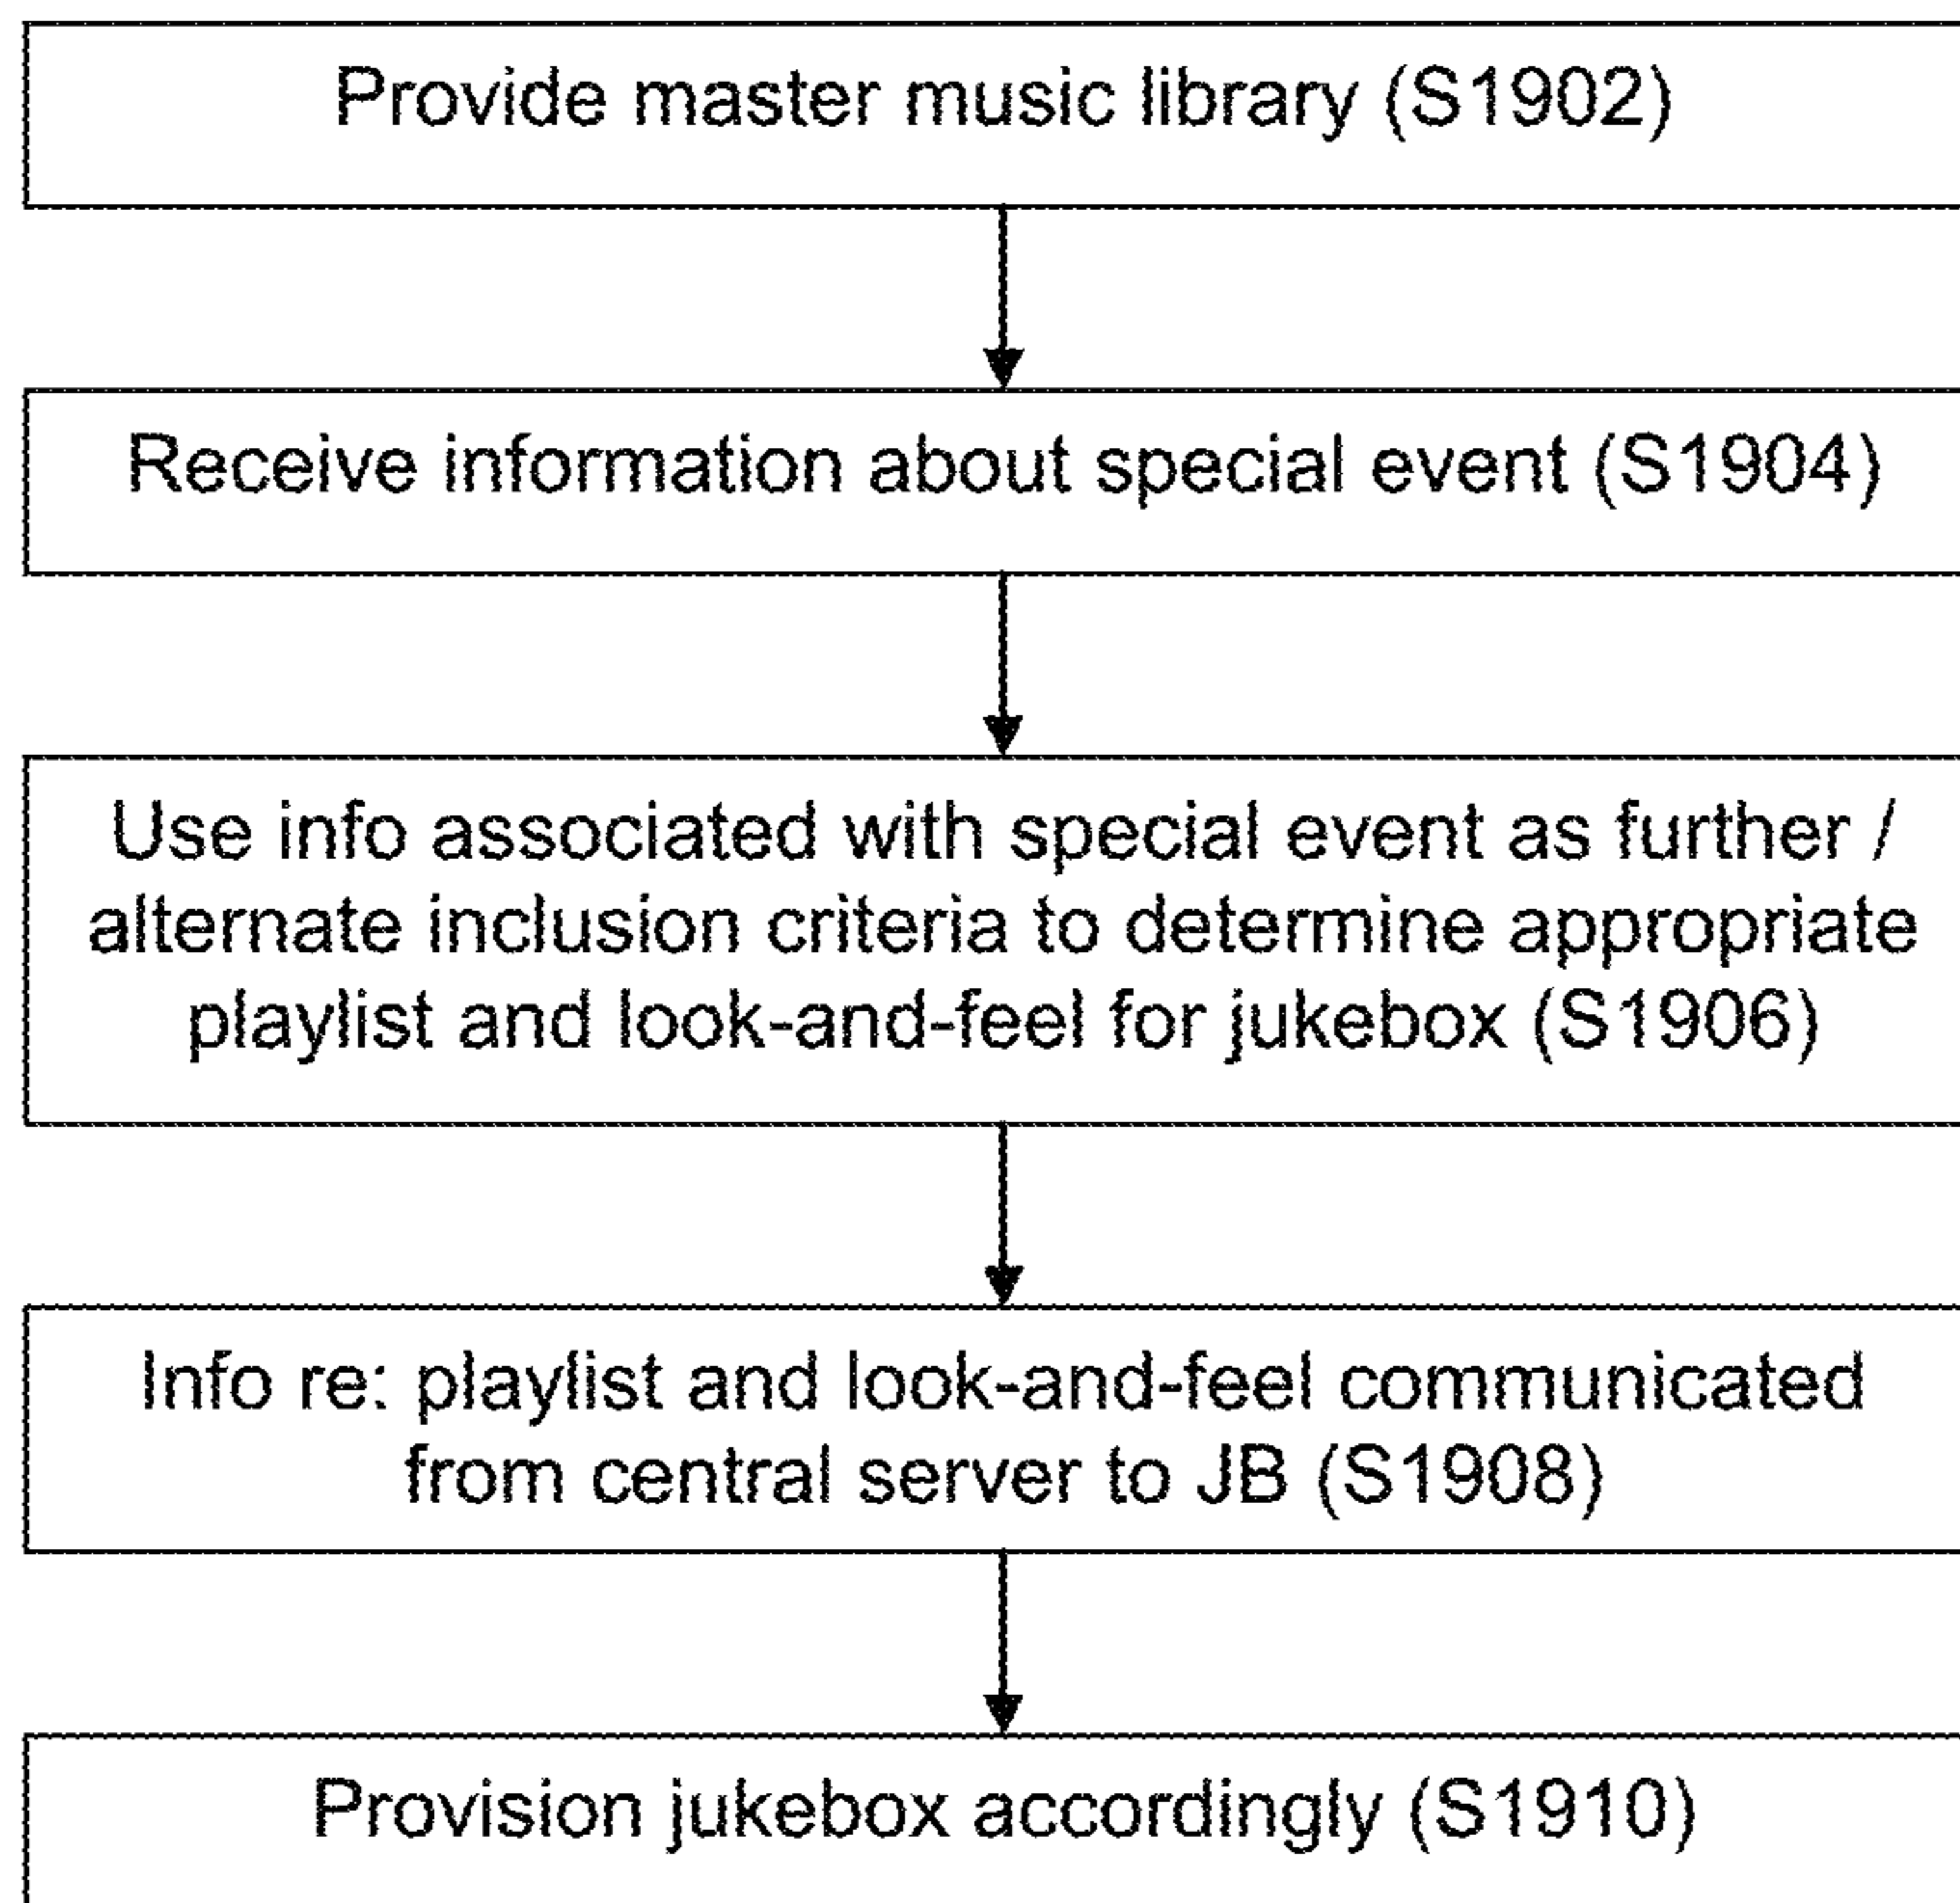 Provide master music library (S1902)
Receive information about special event (S1904)
Use info associated with special event as further /
alternate inclusion criteria to determine appropriate
playlist and look-and-feel for jukebox (S1906)
Info re: playlist and look-and-feel communicated
from central server to JB (S1908)
Provision jukebox accordingly (S1910)